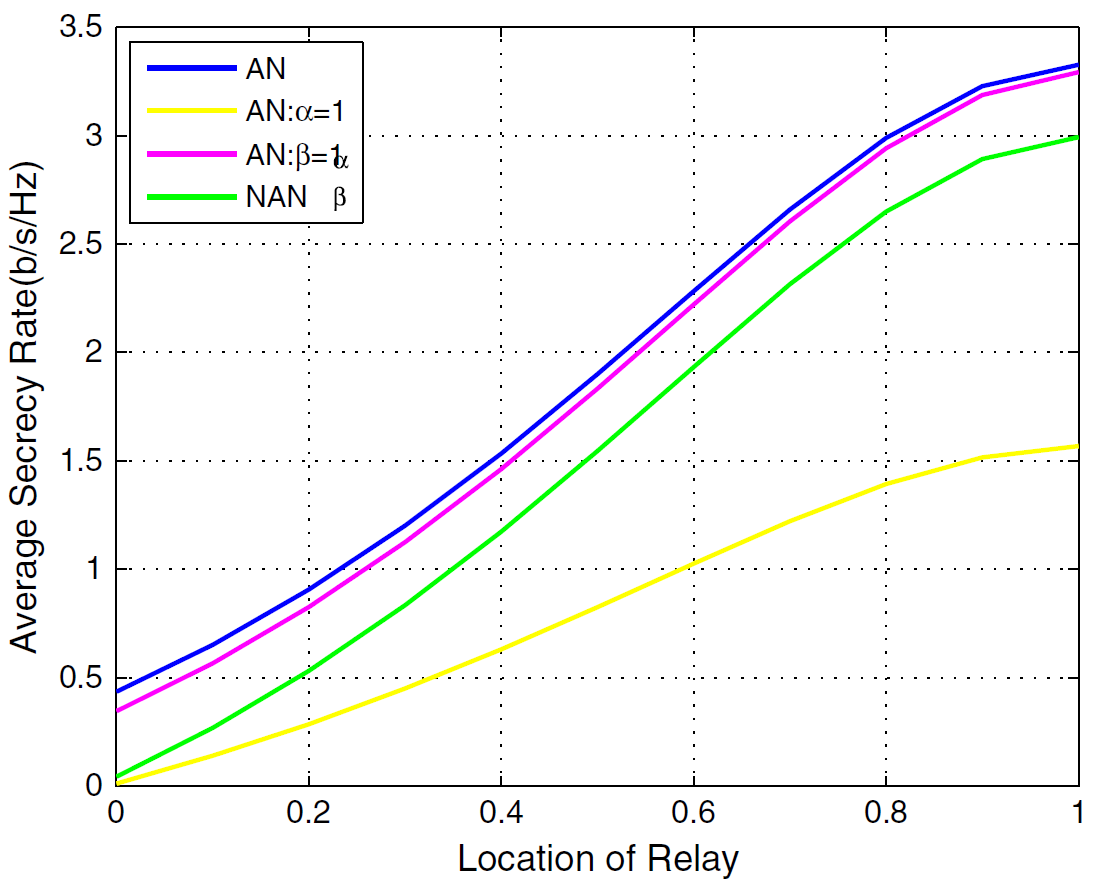 3.5
3
2.5
2
1.5
1
0.5
0
0
0.2
0.4
0.6
0.8
1
Average Secrecy Rate(b/s/Hz)
Location of Relay
AN
AN:α=1
AN:β=1α
NAN β